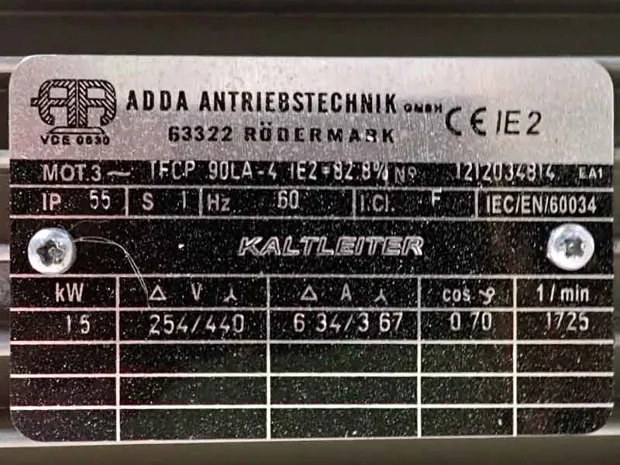 ADDA ANTRIEBSTECHNIK GMBH CE IE2
VDE 0530
63322 RÖDERMARK
MOT.3~ TFCP 90LA-4 IE2=82.8% No 1212034814 EA1
IP 55 S 1 Hz 60 I.Cl. F IEC/EN/60034
KALTLEITER
kW Δ V Y Δ A Y cos φ 1/min
1.5 254/440 6.34/3.67 0.70 1725